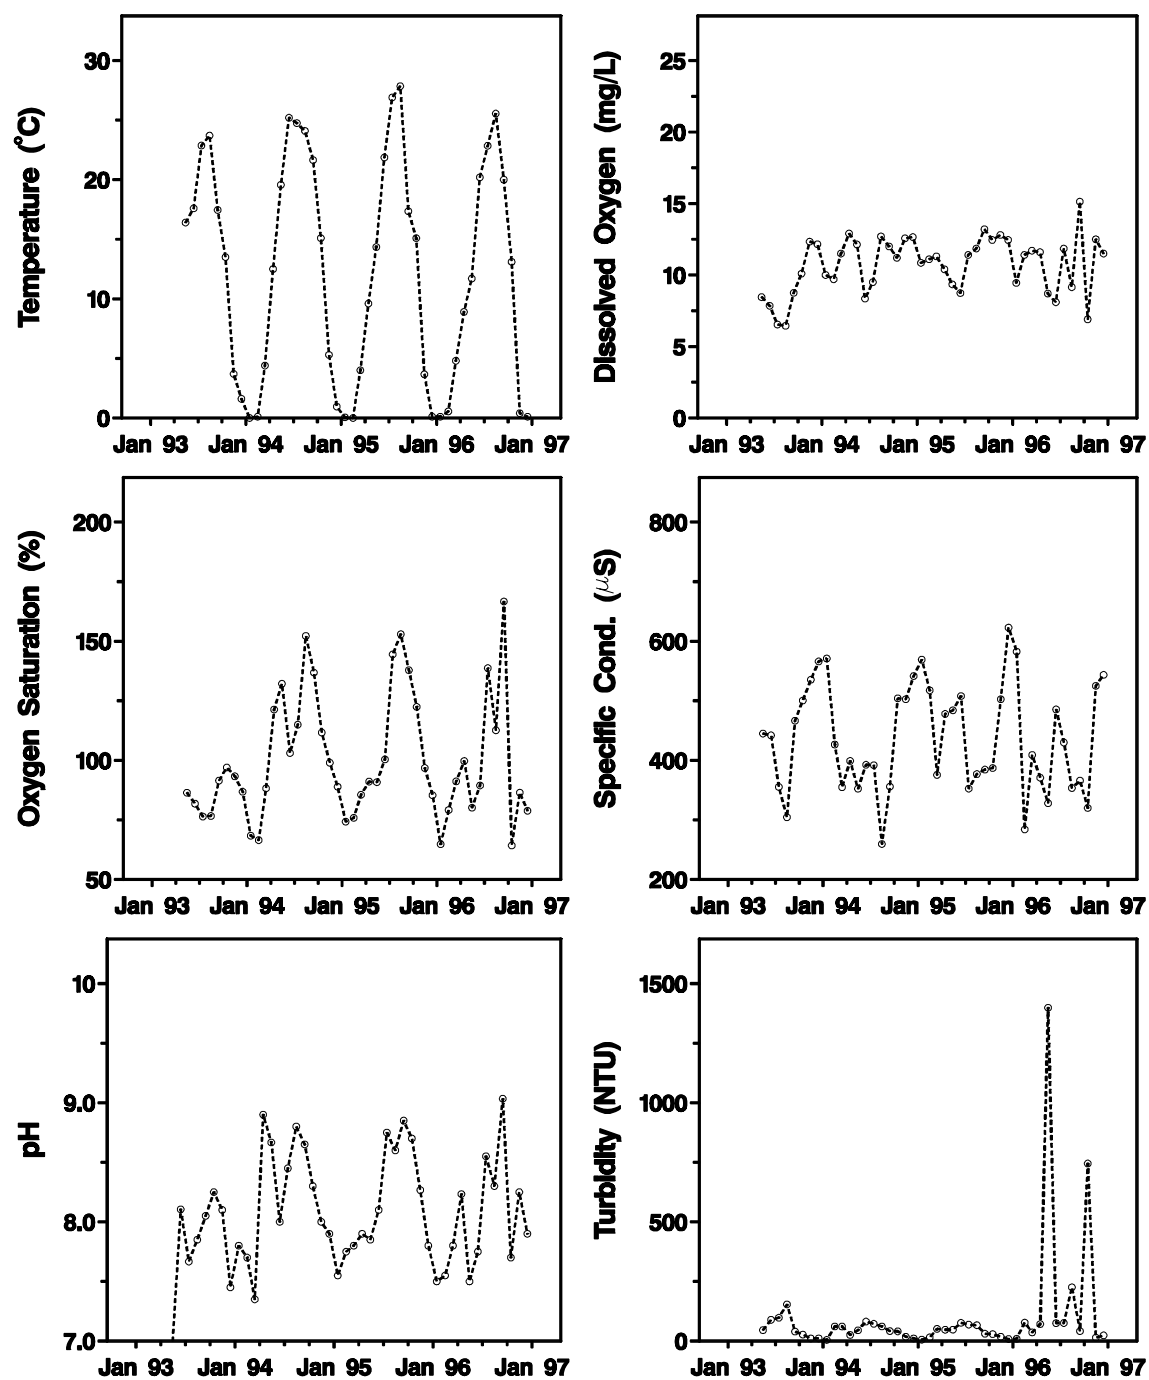 Temperature (°C)
30
20
10
0
Jan 93 Jan 94 Jan 95 Jan 96 Jan 97
Dissolved Oxygen (mg/L)
25
20
15
10
5
0
Jan 93 Jan 94 Jan 95 Jan 96 Jan 97
Oxygen Saturation (%)
200
150
100
50
Jan 93 Jan 94 Jan 95 Jan 96 Jan 97
Specific Cond. (μS)
800
600
400
200
Jan 93 Jan 94 Jan 95 Jan 96 Jan 97
pH
10
9.0
8.0
7.0
Jan 93 Jan 94 Jan 95 Jan 96 Jan 97
Turbidity (NTU)
1500
1000
500
0
Jan 93 Jan 94 Jan 95 Jan 96 Jan 97